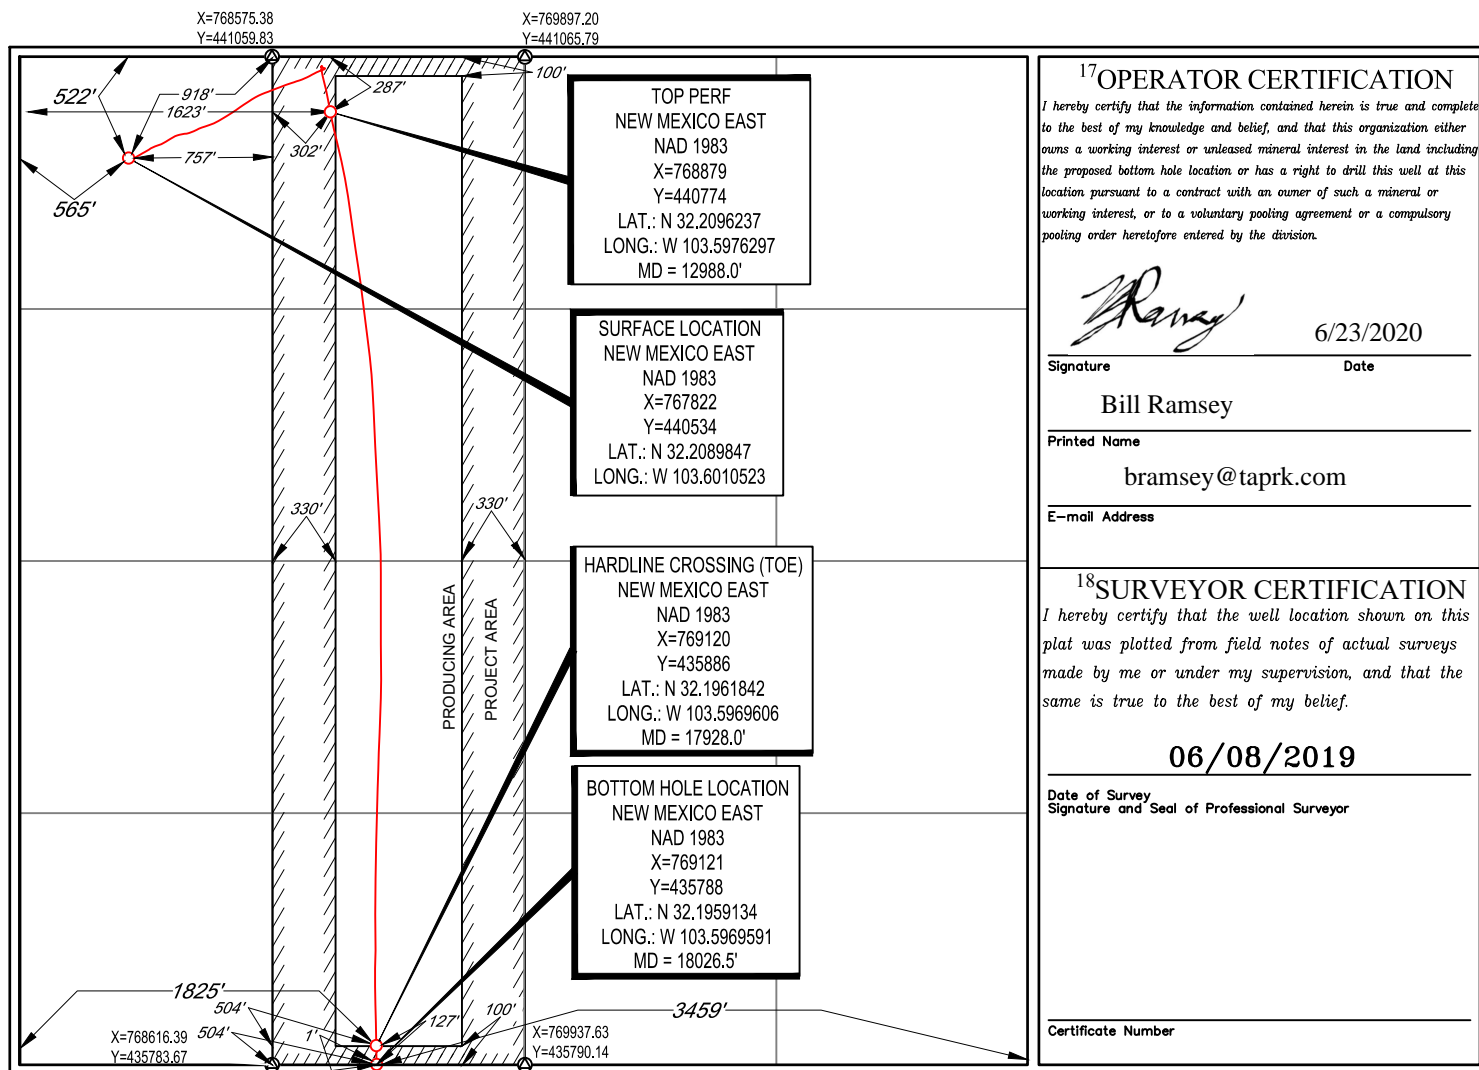 X=768575.38
Y=441059.83
X=769897.20
Y=441065.79
522'
918'
1623'
757'
565'
302'
287'
100'
TOP PERF
NEW MEXICO EAST
NAD 1983
X=768879
Y=440774
LAT.: N 32.2096237
LONG.: W 103.5976297
MD = 12988.0'
SURFACE LOCATION
NEW MEXICO EAST
NAD 1983
X=767822
Y=440534
LAT.: N 32.2089847
LONG.: W 103.6010523
330'
330'
PRODUCING AREA
PROJECT AREA
HARDLINE CROSSING (TOE)
NEW MEXICO EAST
NAD 1983
X=769120
Y=435886
LAT.: N 32.1961842
LONG.: W 103.5969606
MD = 17928.0'
BOTTOM HOLE LOCATION
NEW MEXICO EAST
NAD 1983
X=769121
Y=435788
LAT.: N 32.1959134
LONG.: W 103.5969591
MD = 18026.5'
1825'
504'
504'
1'
127'
100'
3459'
X=768616.39
Y=435783.67
X=769937.63
Y=435790.14
17 OPERATOR CERTIFICATION
I hereby certify that the information contained herein is true and complete
to the best of my knowledge and belief, and that this organization either
owns a working interest or unleased mineral interest in the land including
the proposed bottom hole location or has a right to drill this well at this
location pursuant to a contract with an owner of such a mineral or
working interest, or to a voluntary pooling agreement or a compulsory
pooling order heretofore entered by the division.
6/23/2020
Signature Date
Bill Ramsey
Printed Name
bramsey@taprk.com
E-mail Address
18 SURVEYOR CERTIFICATION
I hereby certify that the well location shown on this
plat was plotted from field notes of actual surveys
made by me or under my supervision, and that the
same is true to the best of my belief.
06/08/2019
Date of Survey
Signature and Seal of Professional Surveyor
Certificate Number